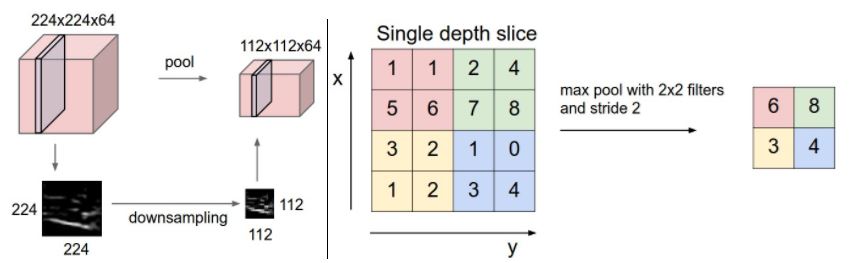 224x224x64
pool
112x112x64
224
224
downsampling
112
112
Single depth slice
x
1 1 2 4
5 6 7 8
3 2 1 0
1 2 3 4
y
max pool with 2x2 filters
and stride 2
6 8
3 4